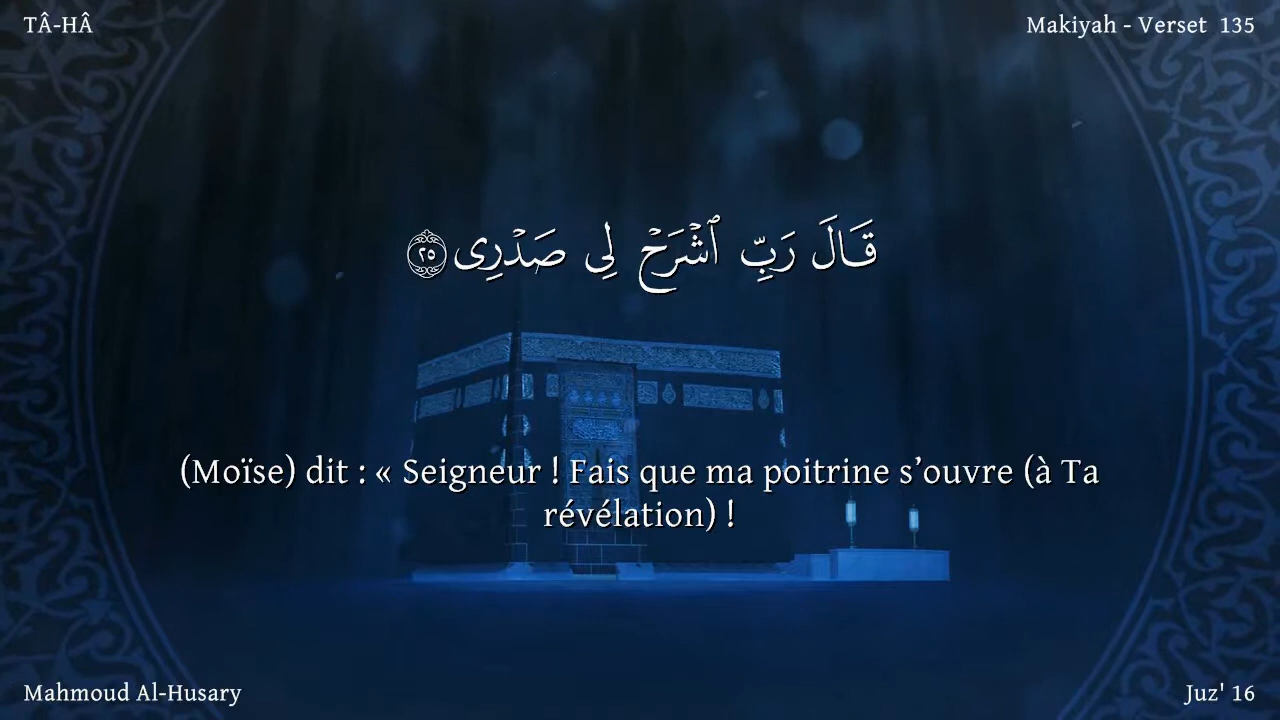 TÂ-HÂ
Makiyah - Verset 135
قَالَ رَبِّ ٱشْرَحْ لِى صَدْرِى ٢٥
(Moïse) dit : « Seigneur ! Fais que ma poitrine s’ouvre (à Ta
révélation) !
Mahmoud Al-Husary
Juz' 16